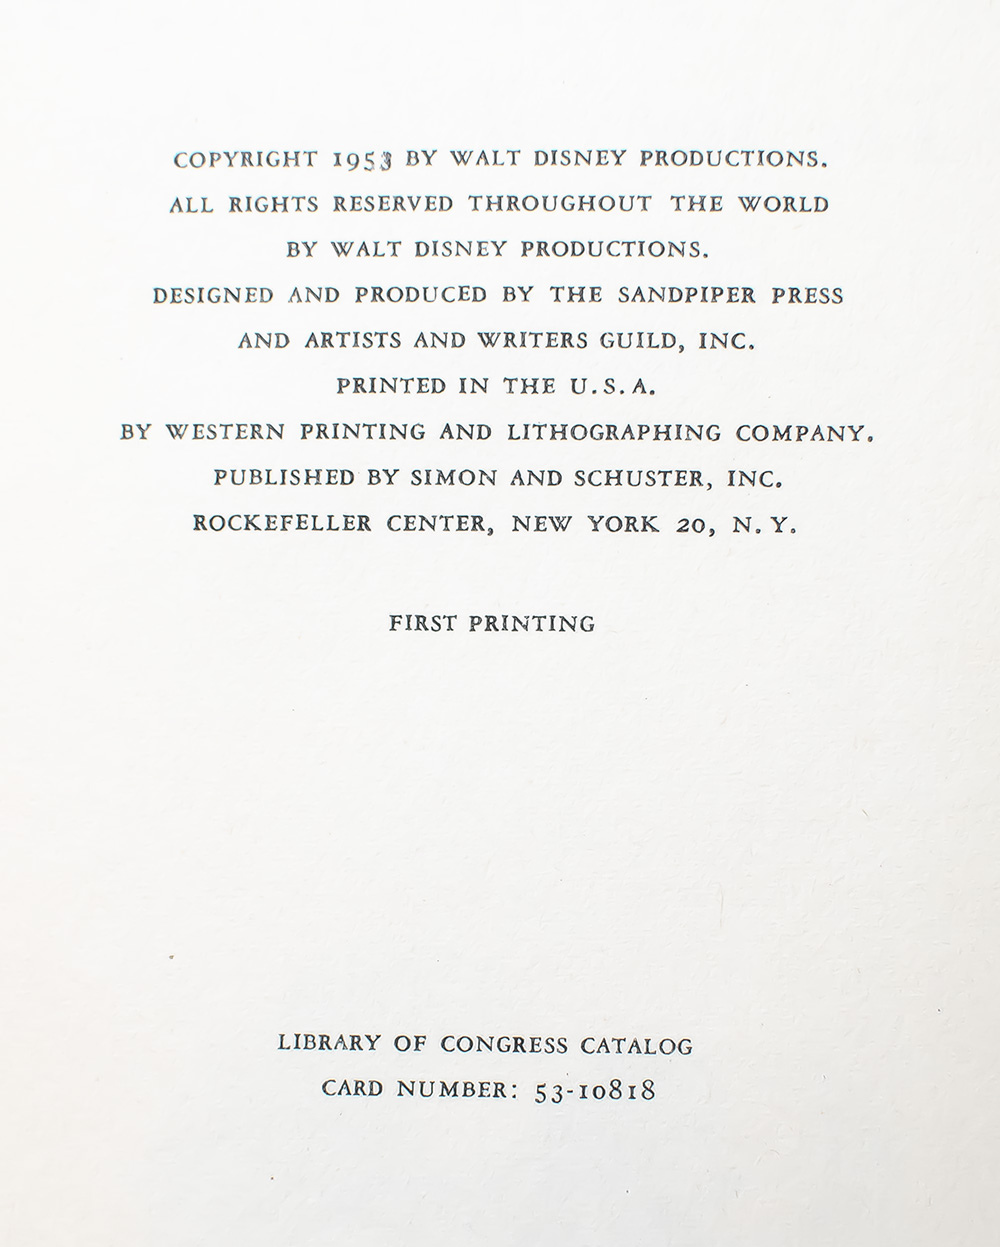 COPYRIGHT 1953 BY WALT DISNEY PRODUCTIONS.
ALL RIGHTS RESERVED THROUGHOUT THE WORLD
BY WALT DISNEY PRODUCTIONS.
DESIGNED AND PRODUCED BY THE SANDPIPER PRESS
AND ARTISTS AND WRITERS GUILD, INC.
PRINTED IN THE U.S.A.
BY WESTERN PRINTING AND LITHOGRAPHING COMPANY.
PUBLISHED BY SIMON AND SCHUSTER, INC.
ROCKEFELLER CENTER, NEW YORK 20, N.Y.
FIRST PRINTING
LIBRARY OF CONGRESS CATALOG
CARD NUMBER: 53-10818